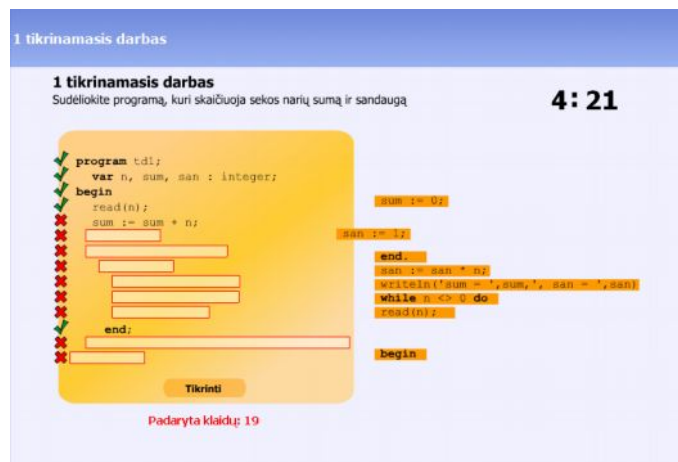 1 tikrinamasis darbas
1 tikrinamasis darbas
Sudėliokite programą, kuri skaičiuoja sekos narių sumą ir sandaugą
4: 21
program td1;
var n, sum, san : integer;
begin
read(n);
sum := sum + n;
end;
Tikrinti
Padaryta klaidų: 19
sum := 0;
san := 1;
end.
san := san * n;
writeln('sum = ',sum,', san = ',san)
while n <> 0 do
read(n);
begin